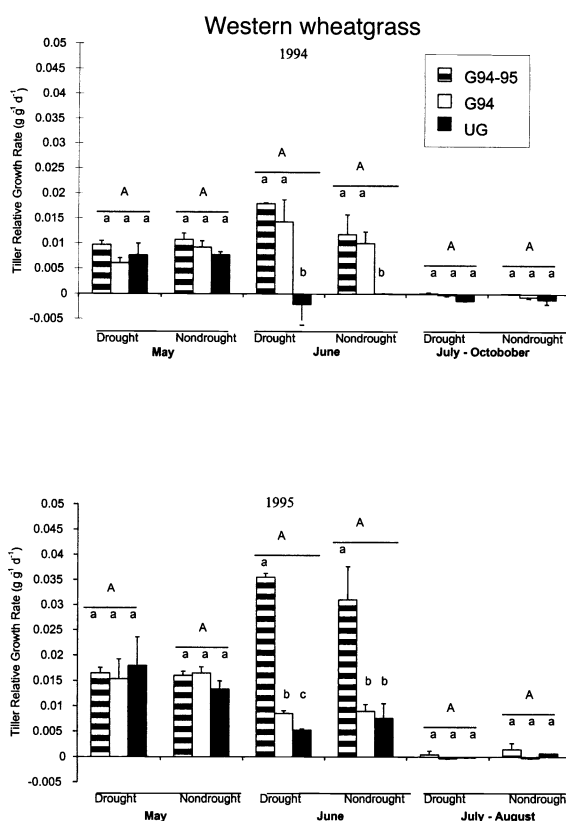 Western wheatgrass
1994
0.05
0.045
0.04
0.035
0.03
0.025
0.02
0.015
0.01
0.005
0
-0.005
Tiller Relative Growth Rate (g g⁻¹ d⁻¹)
G94-95
G94
UG
A
a a a
A
a a a
A
a a
b
A
a a
b
A
a a a
A
a a a
Drought Nondrought Drought Nondrought Drought Nondrought
May June July - Octobober
1995
0.05
0.045
0.04
0.035
0.03
0.025
0.02
0.015
0.01
0.005
0
-0.005
Tiller Relative Growth Rate (g g⁻¹ d⁻¹)
A
a a a
A
a a a
A
a
b c
A
a
b b
A
a a a
A
a a a
Drought Nondrought Drought Nondrought Drought Nondrought
May June July - August